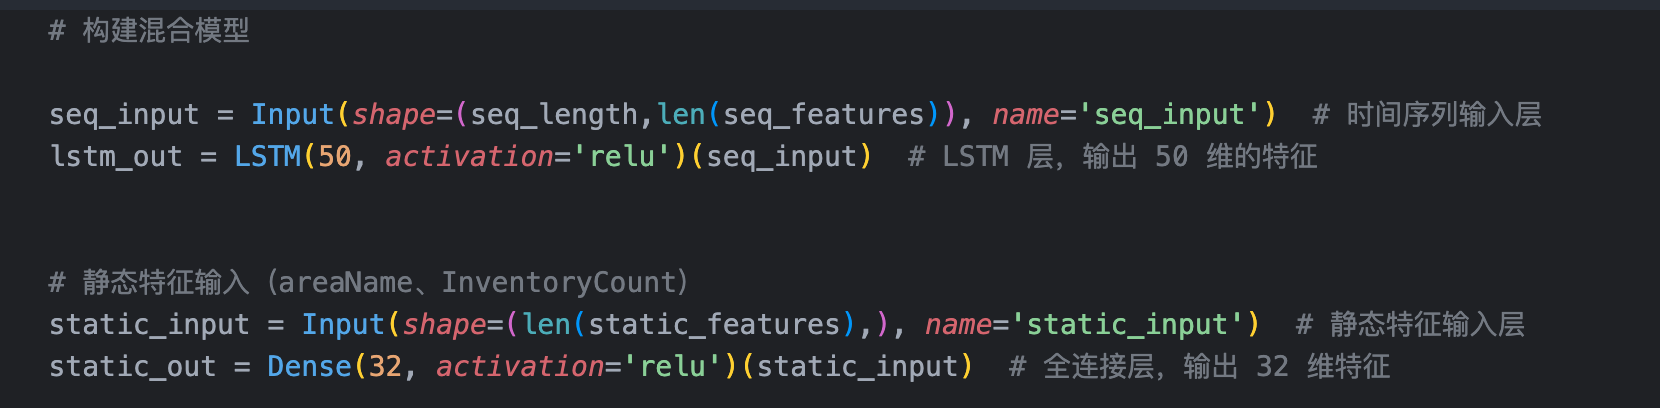 # 构建混合模型
seq_input = Input(shape=(seq_length,len(seq_features)), name='seq_input')  # 时间序列输入层
lstm_out = LSTM(50, activation='relu')(seq_input)  # LSTM 层，输出 50 维的特征
# 静态特征输入（areaName、InventoryCount）
static_input = Input(shape=(len(static_features),), name='static_input')  # 静态特征输入层
static_out = Dense(32, activation='relu')(static_input)  # 全连接层，输出 32 维特征